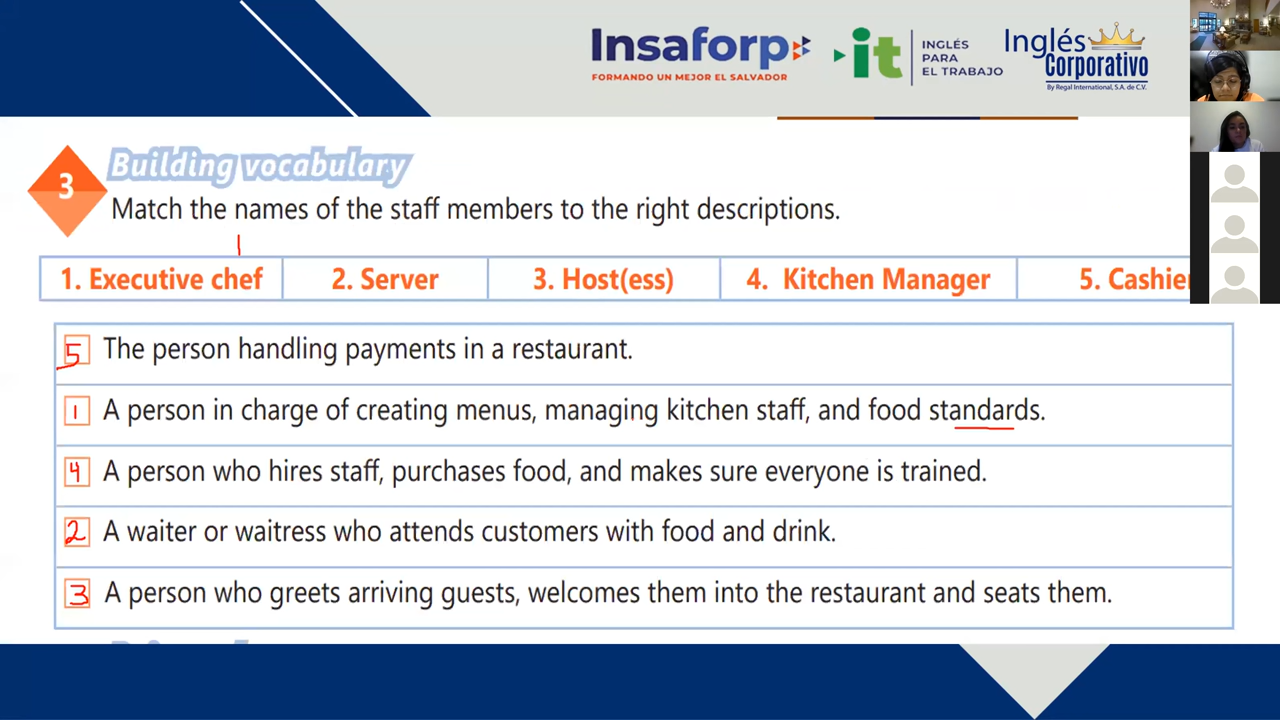 Insaforp
FORMANDO UN MEJOR EL SALVADOR
it
INGLÉS
PARA
EL TRABAJO
Inglés
Corporativo
By Regal International, S.A. de C.V.
3
Building vocabulary
Match the names of the staff members to the right descriptions.
1. Executive chef 2. Server 3. Host(ess) 4. Kitchen Manager 5. Cashier
5 The person handling payments in a restaurant.
1 A person in charge of creating menus, managing kitchen staff, and food standards.
4 A person who hires staff, purchases food, and makes sure everyone is trained.
2 A waiter or waitress who attends customers with food and drink.
3 A person who greets arriving guests, welcomes them into the restaurant and seats them.